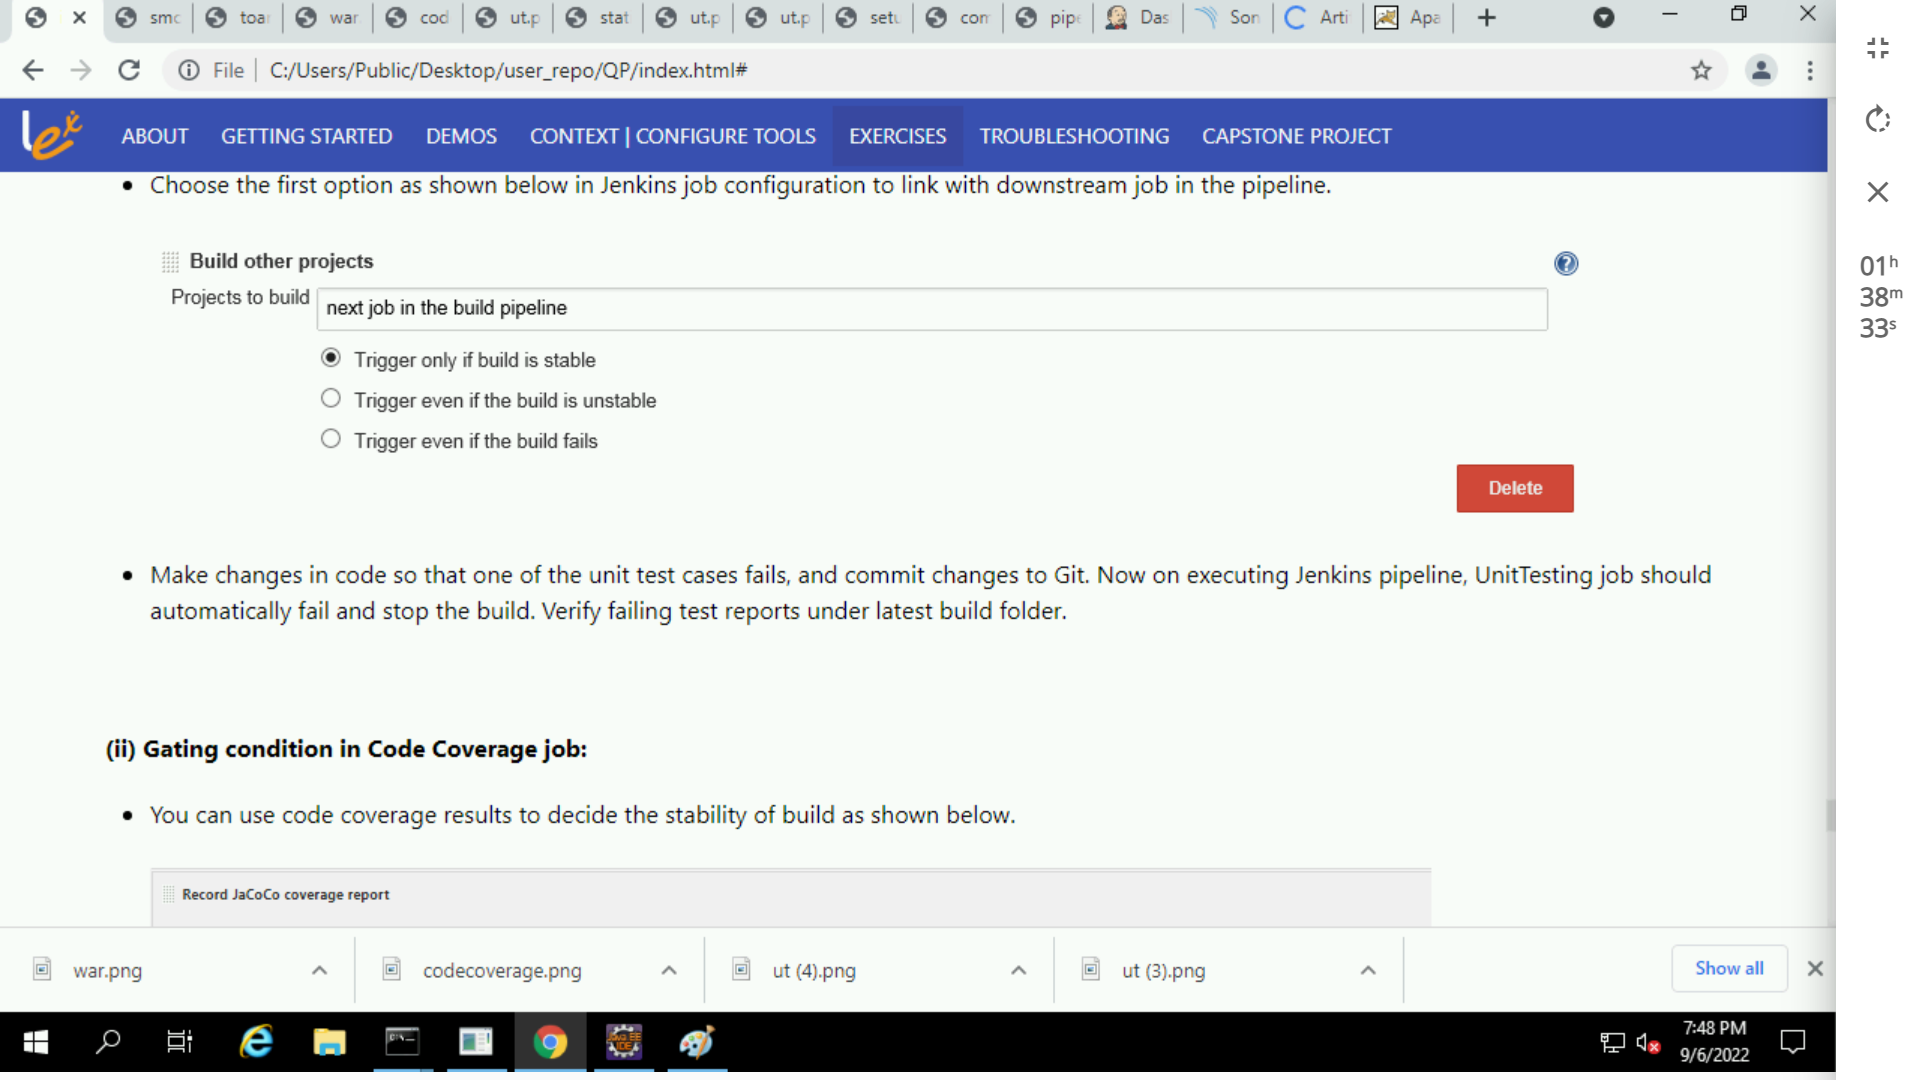 smc
toar
war.
cod
ut.p
stat
ut.p
ut.p
setu
com
pipe
Das
Son
Arti
Apa
File
C:/Users/Public/Desktop/user_repo/QP/index.html#
lex
ABOUT GETTING STARTED DEMOS CONTEXT | CONFIGURE TOOLS EXERCISES TROUBLESHOOTING CAPSTONE PROJECT
• Choose the first option as shown below in Jenkins job configuration to link with downstream job in the pipeline.
Build other projects
Projects to build next job in the build pipeline
Trigger only if build is stable
Trigger even if the build is unstable
Trigger even if the build fails
Delete
• Make changes in code so that one of the unit test cases fails, and commit changes to Git. Now on executing Jenkins pipeline, UnitTesting job should
automatically fail and stop the build. Verify failing test reports under latest build folder.
(ii) Gating condition in Code Coverage job:
• You can use code coverage results to decide the stability of build as shown below.
Record JaCoCo coverage report
war.png
codecoverage.png
ut (4).png
ut (3).png
Show all
7:48 PM
9/6/2022
01h
38m
33s